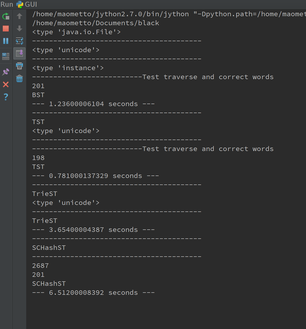 Run GUI
/home/maometto/jython2.7.0/bin/jython "-Dpython.path=/home/maometto
/home/maometto/Documents/black
<type 'java.io.File'>
----------------------------------------
<type 'unicode'>
----------------------------------------
<type 'instance'>
--------------------------Test traverse and correct words
201
BST
--- 1.23600006104 seconds ---
----------------------------------------
TST
<type 'unicode'>
----------------------------------------
--------------------------Test traverse and correct words
198
TST
--- 0.781000137329 seconds ---
----------------------------------------
TrieST
<type 'unicode'>
----------------------------------------
TrieST
--- 3.65400004387 seconds ---
----------------------------------------
SCHashST
----------------------------------------
2687
201
SCHashST
--- 6.51200008392 seconds ---